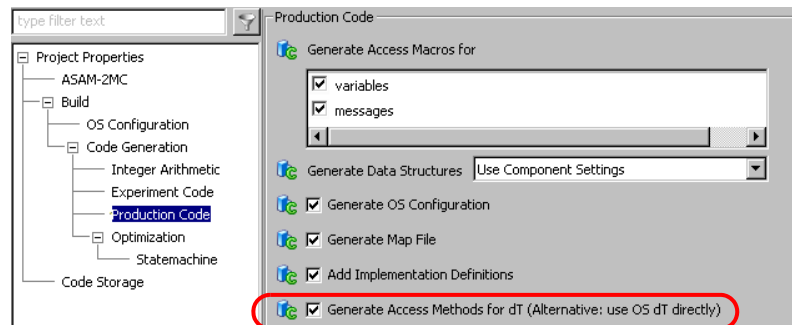 type filter text
Project Properties
ASAM-2MC
Build
OS Configuration
Code Generation
Integer Arithmetic
Experiment Code
Production Code
Optimization
Statemachine
Code Storage
Production Code
Generate Access Macros for
variables
messages
Generate Data Structures Use Component Settings
Generate OS Configuration
Generate Map File
Add Implementation Definitions
Generate Access Methods for dT (Alternative: use OS dT directly)